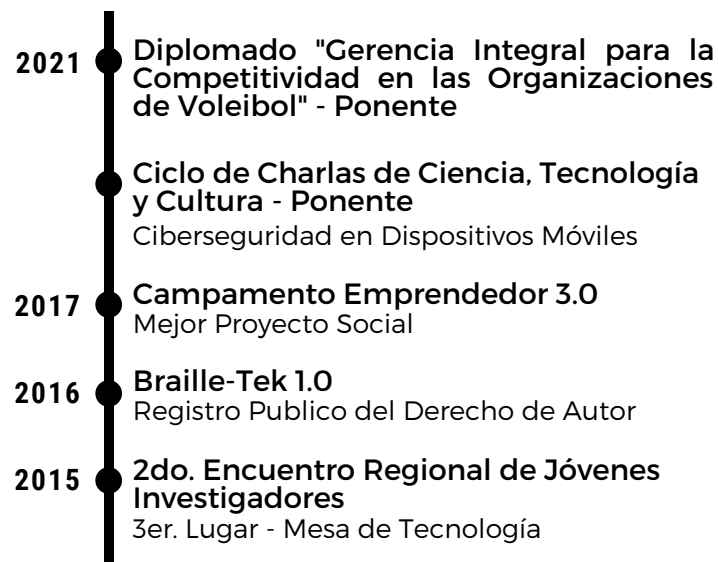 2021
Diplomado "Gerencia Integral para la
Competitividad en las Organizaciones
de Voleibol" - Ponente
Ciclo de Charlas de Ciencia, Tecnología
y Cultura - Ponente
Ciberseguridad en Dispositivos Móviles
2017
Campamento Emprendedor 3.0
Mejor Proyecto Social
2016
Braille-Tek 1.0
Registro Publico del Derecho de Autor
2015
2do. Encuentro Regional de Jóvenes
Investigadores
3er. Lugar - Mesa de Tecnología